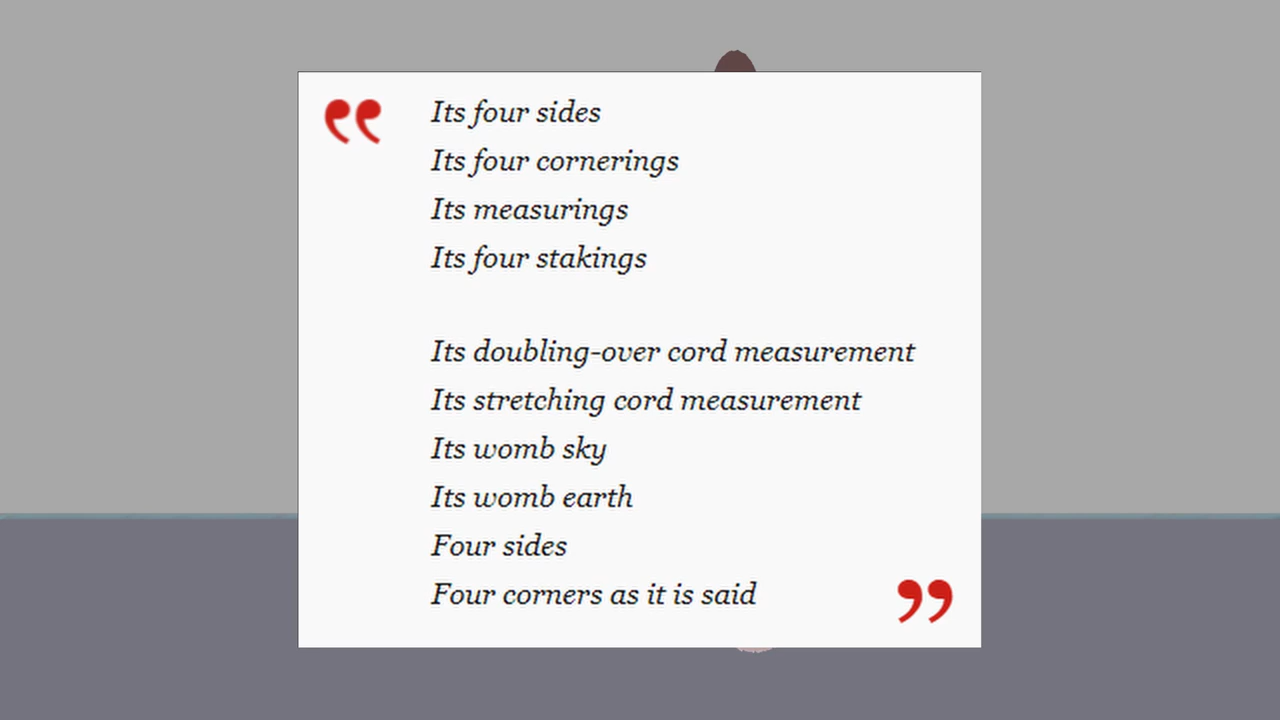 Its four sides
Its four cornerings
Its measurings
Its four stakings
Its doubling-over cord measurement
Its stretching cord measurement
Its womb sky
Its womb earth
Four sides
Four corners as it is said